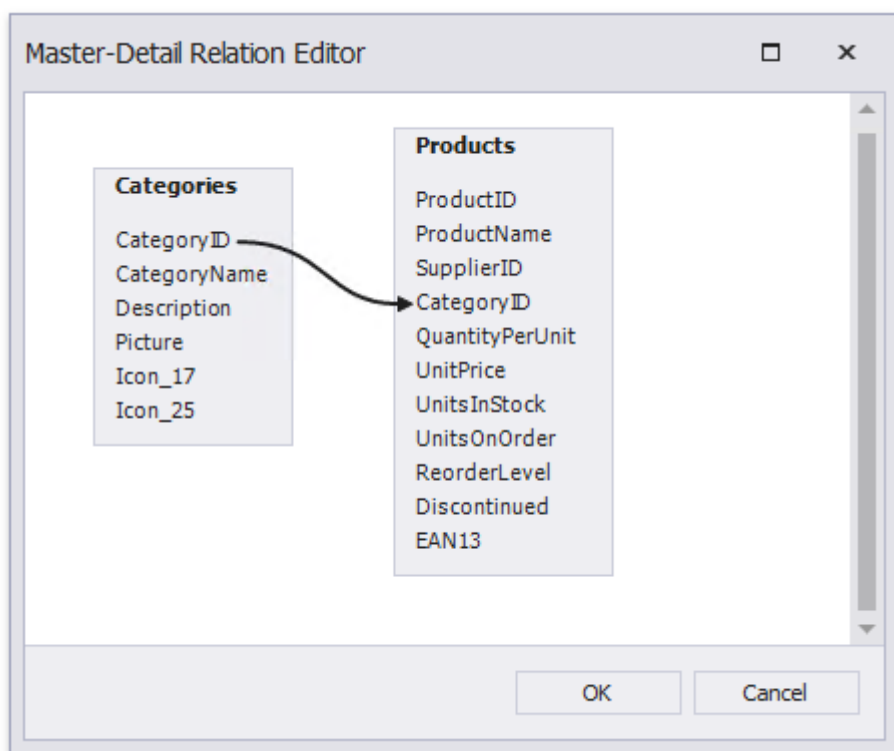 Master-Detail Relation Editor
Categories
CategoryID
CategoryName
Description
Picture
Icon_17
Icon_25
Products
ProductID
ProductName
SupplierID
CategoryID
QuantityPerUnit
UnitPrice
UnitsInStock
UnitsOnOrder
ReorderLevel
Discontinued
EAN13
OK
Cancel